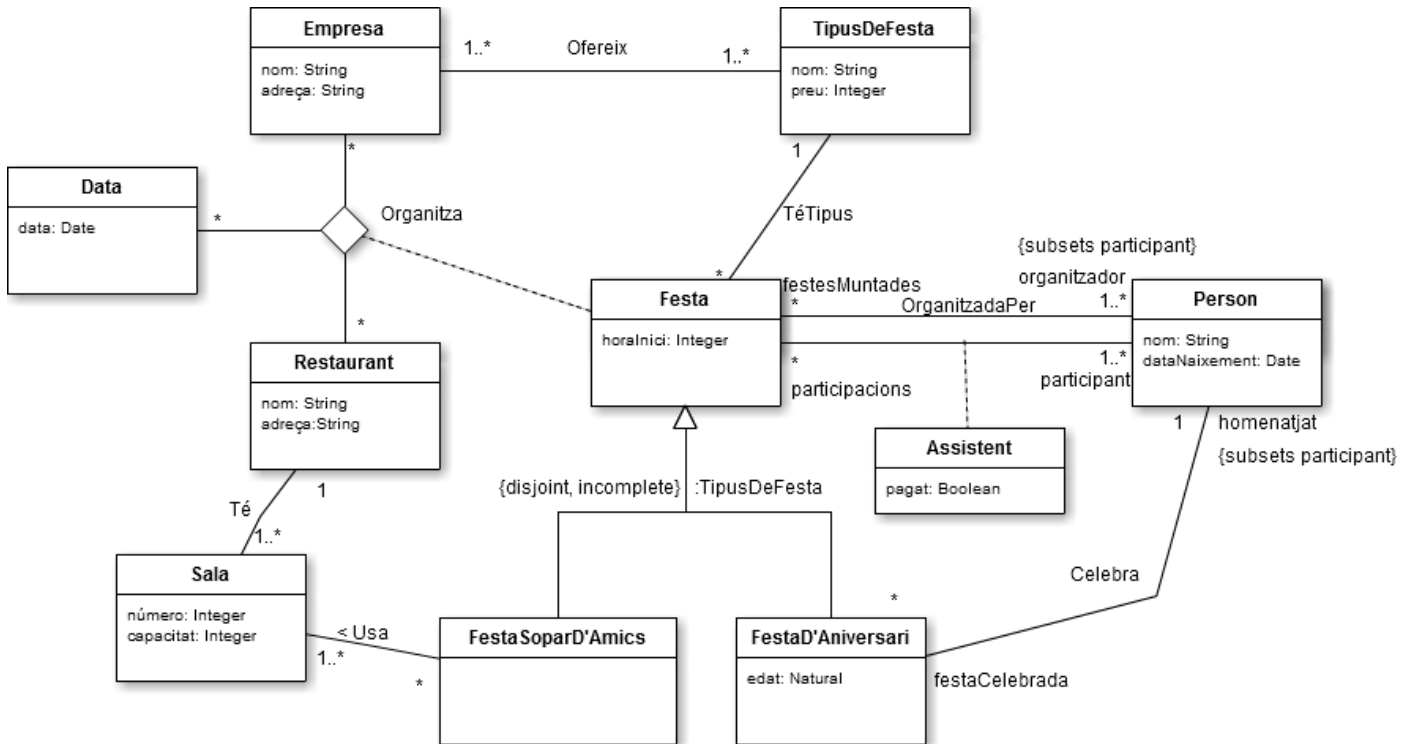 Empresa
nom: String
adreça: String
1..*
Ofereix
1..*
TipusDeFesta
nom: String
preu: Integer
*
1
Data
data: Date
*
Organitza
TéTipus
*
{subsets participant}
organitzador
1..*
festesMuntades
*
OrganitzadaPer
Festa
horaInici: Integer
Person
nom: String
dataNaixement: Date
*
participacions
1..*
participant
*
Restaurant
nom: String
adreça:String
1
homenatjat
{subsets participant}
Assistent
pagat: Boolean
{disjoint, incomplete}
:TipusDeFesta
1
Té
1..*
Sala
número: Integer
capacitat: Integer
< Usa
1..*
*
FestaSoparD'Amics
Celebra
*
FestaD'Aniversari
edat: Natural
festaCelebrada